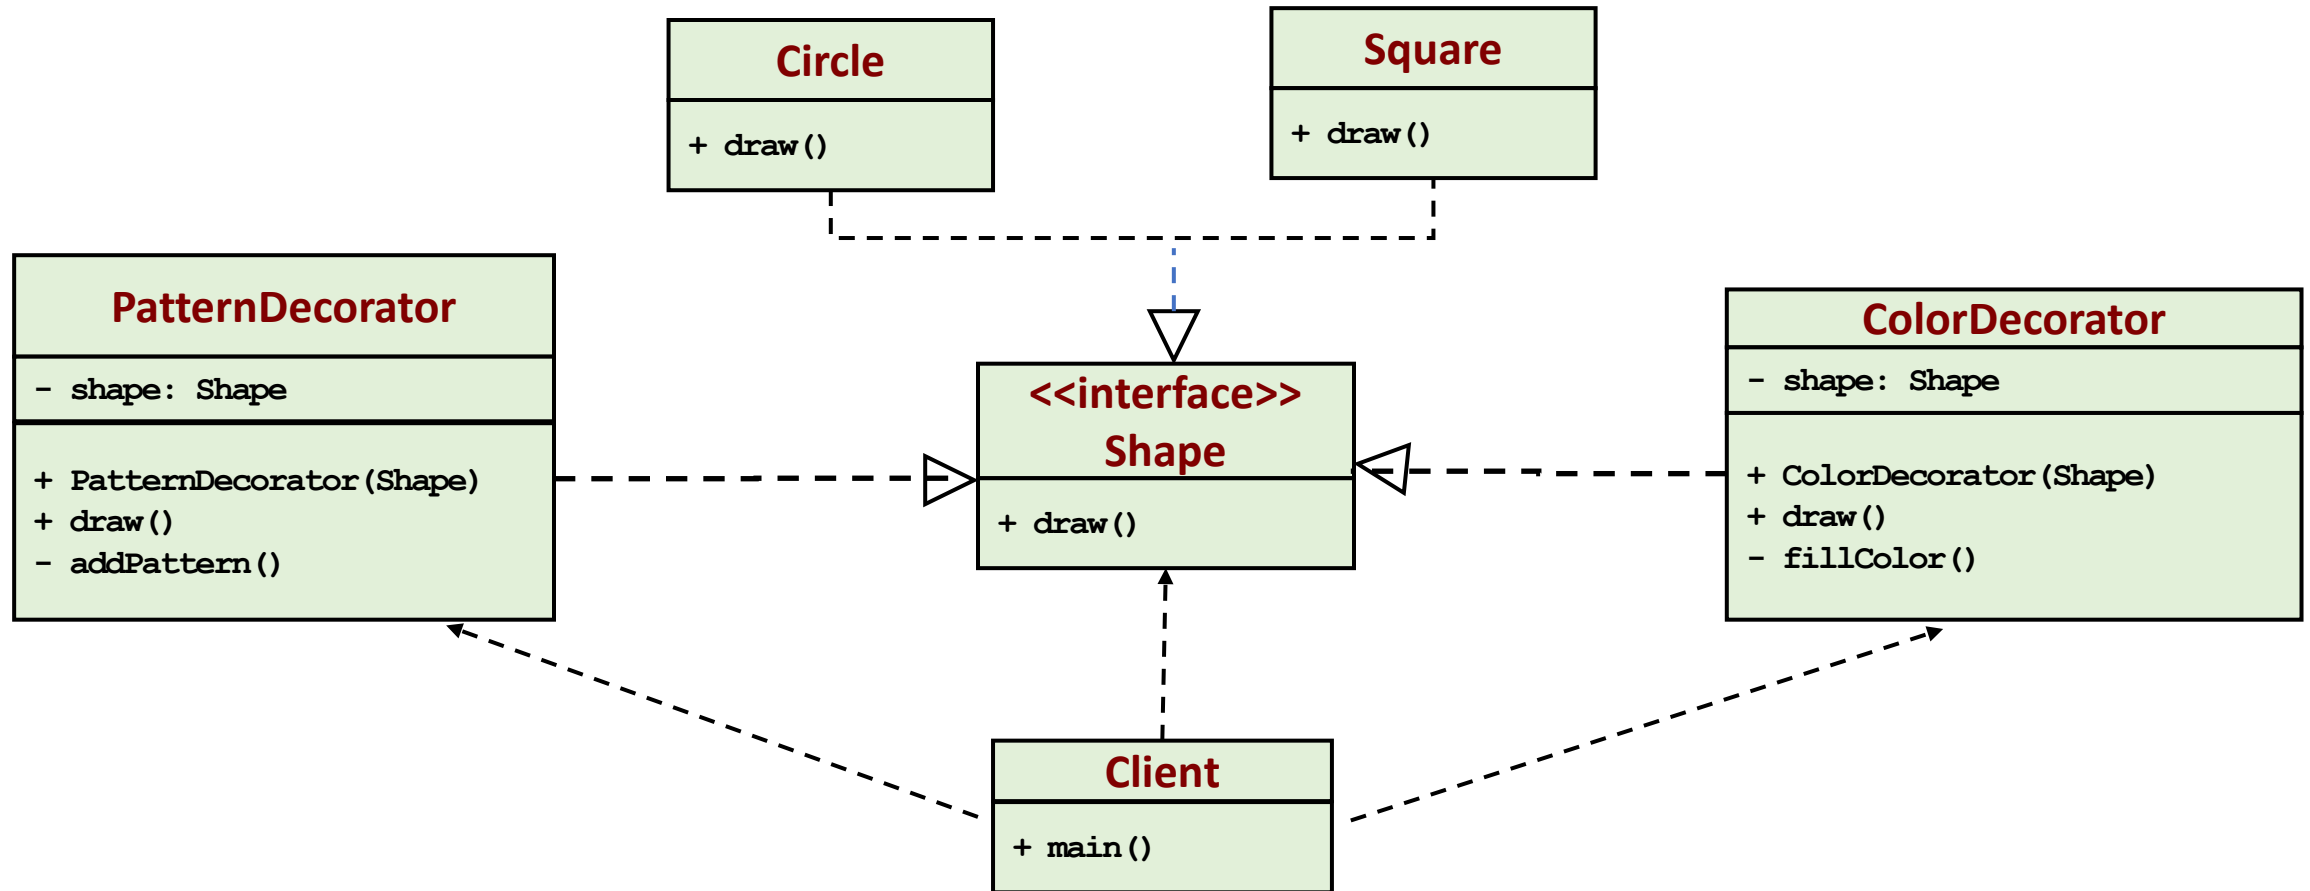 Circle
+ draw()
Square
+ draw()
PatternDecorator
- shape: Shape
+ PatternDecorator(Shape)
+ draw()
- addPattern()
<<interface>>
Shape
+ draw()
ColorDecorator
- shape: Shape
+ ColorDecorator(Shape)
+ draw()
- fillColor()
Client
+ main()